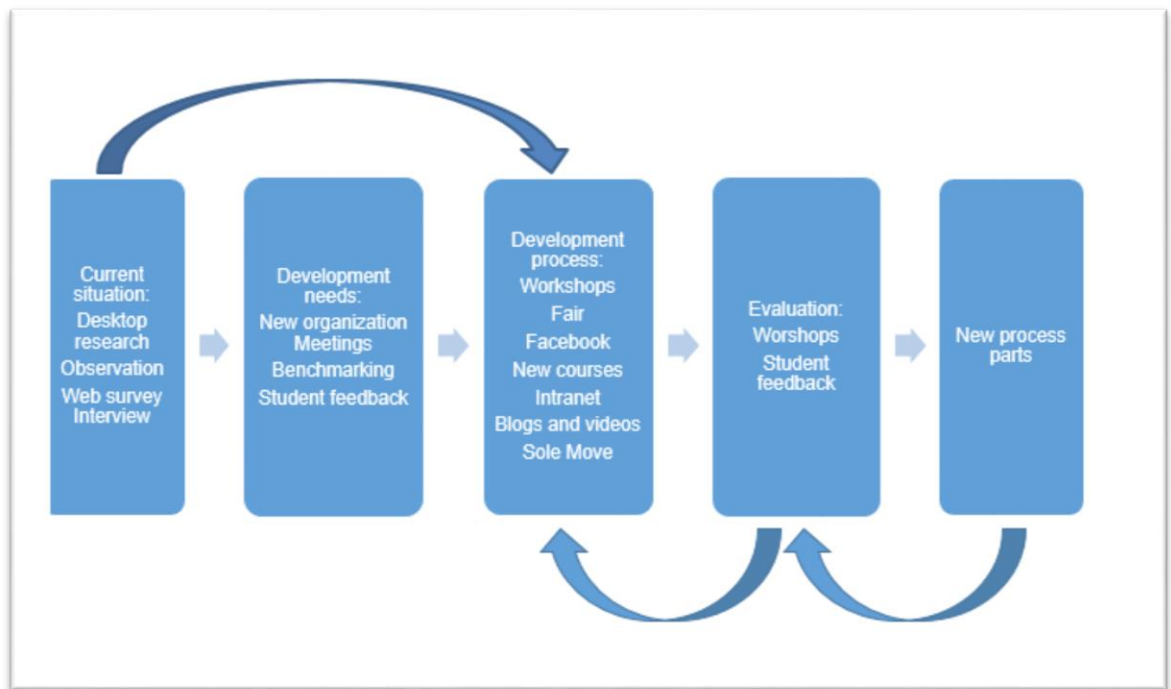 Current
situation:
Desktop
research
Observation
Web survey
Interview
Development
needs:
New organization
Meetings
Benchmarking
Student feedback
Development
process:
Workshops
Fair
Facebook
New courses
Intranet
Blogs and videos
Sole Move
Evaluation:
Worshops
Student
feedback
New process
parts